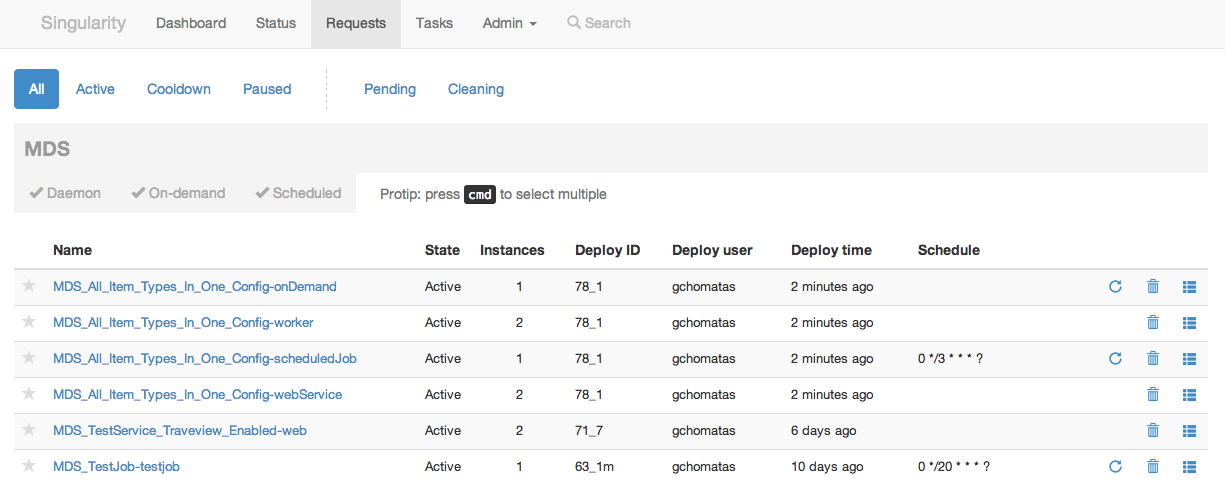 Singularity Dashboard Status Requests Tasks Admin Search
All Active Cooldown Paused Pending Cleaning
MDS
Daemon On-demand Scheduled Protip: press cmd to select multiple
Name State Instances Deploy ID Deploy user Deploy time Schedule
MDS_All_Item_Types_In_One_Config-onDemand Active 1 78_1 gchomatas 2 minutes ago
MDS_All_Item_Types_In_One_Config-worker Active 2 78_1 gchomatas 2 minutes ago
MDS_All_Item_Types_In_One_Config-scheduledJob Active 1 78_1 gchomatas 2 minutes ago 0 */3 * * * ?
MDS_All_Item_Types_In_One_Config-webService Active 2 78_1 gchomatas 2 minutes ago
MDS_TestService_Traveview_Enabled-web Active 2 71_7 gchomatas 6 days ago
MDS_TestJob-testjob Active 1 63_1m gchomatas 10 days ago 0 */20 * * * ?